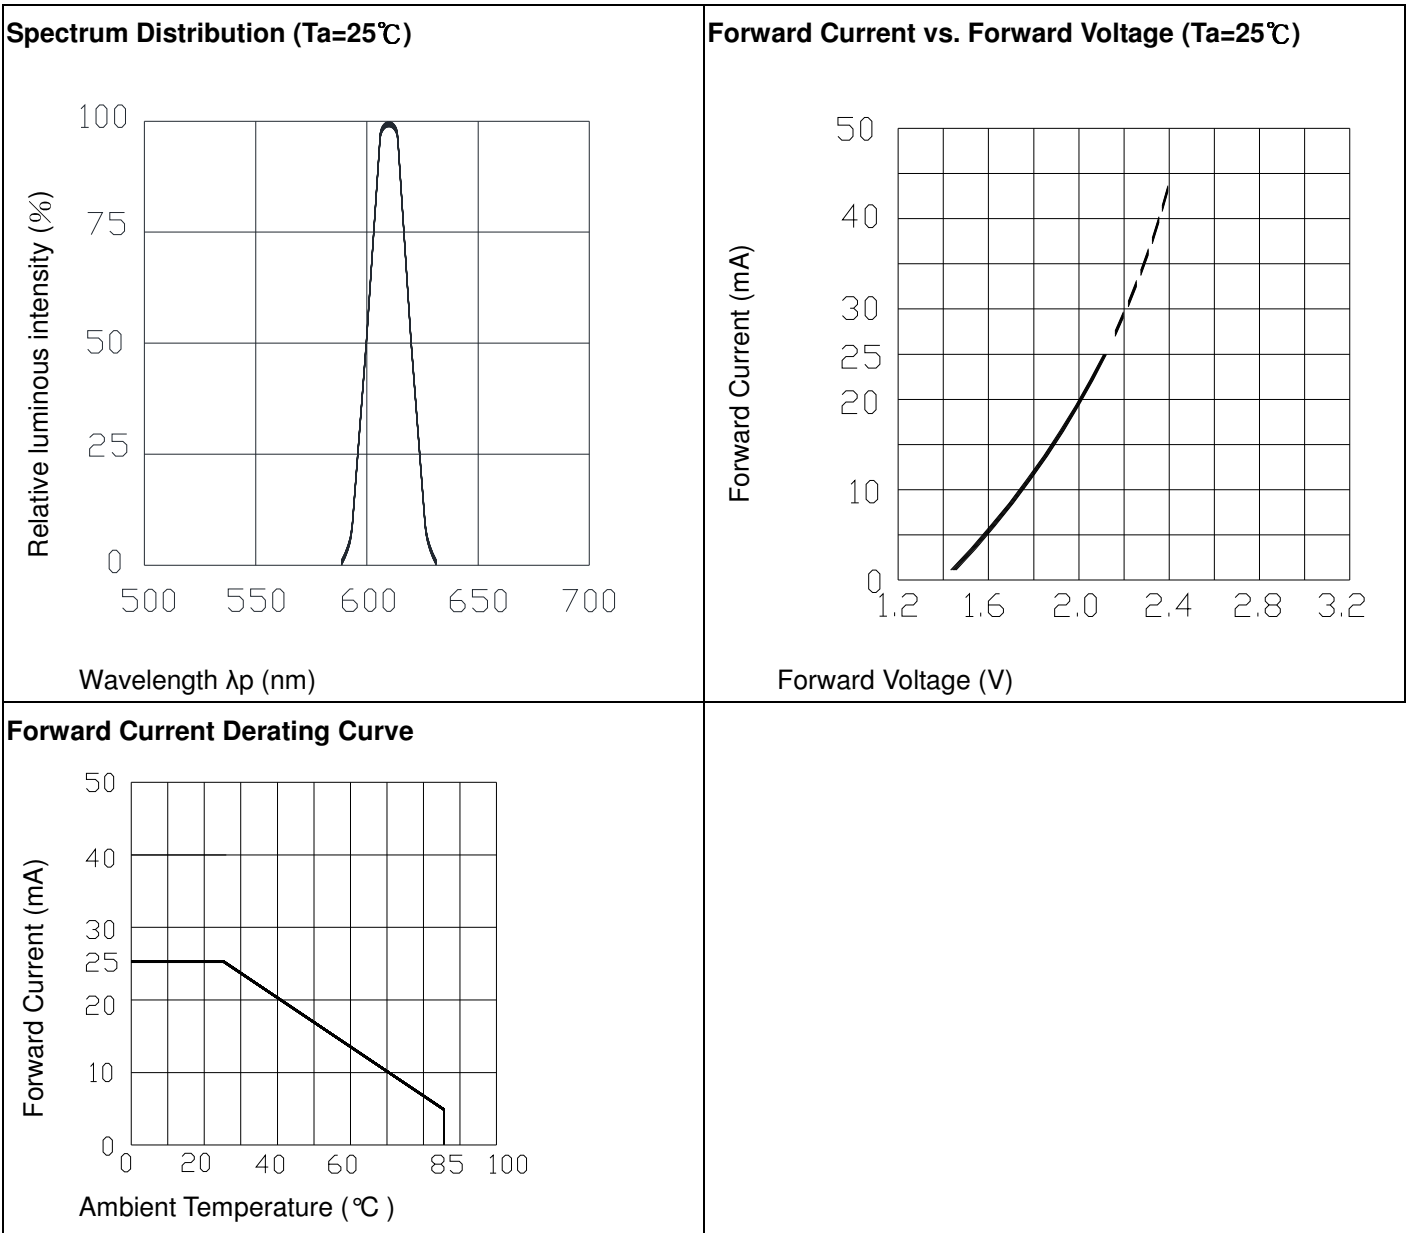 Spectrum Distribution (Ta=25℃)
100
75
50
25
0
500 550 600 650 700
Relative luminous intensity (%)
Wavelength λp (nm)
Forward Current vs. Forward Voltage (Ta=25℃)
50
40
30
25
20
10
0
1.2 1.6 2.0 2.4 2.8 3.2
Forward Current (mA)
Forward Voltage (V)
Forward Current Derating Curve
50
40
30
25
20
10
0
0 20 40 60 85 100
Forward Current (mA)
Ambient Temperature (℃ )